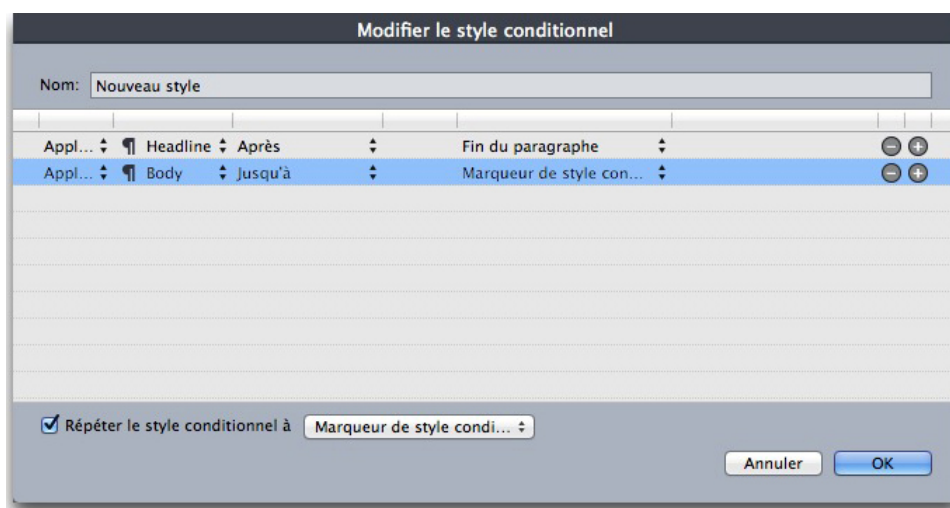 Modifier le style conditionnel
Nom: Nouveau style
Appl... ¶ Headline Après Fin du paragraphe
Appl... ¶ Body Jusqu'à Marqueur de style con...
Répéter le style conditionnel à Marqueur de style condi...
Annuler OK